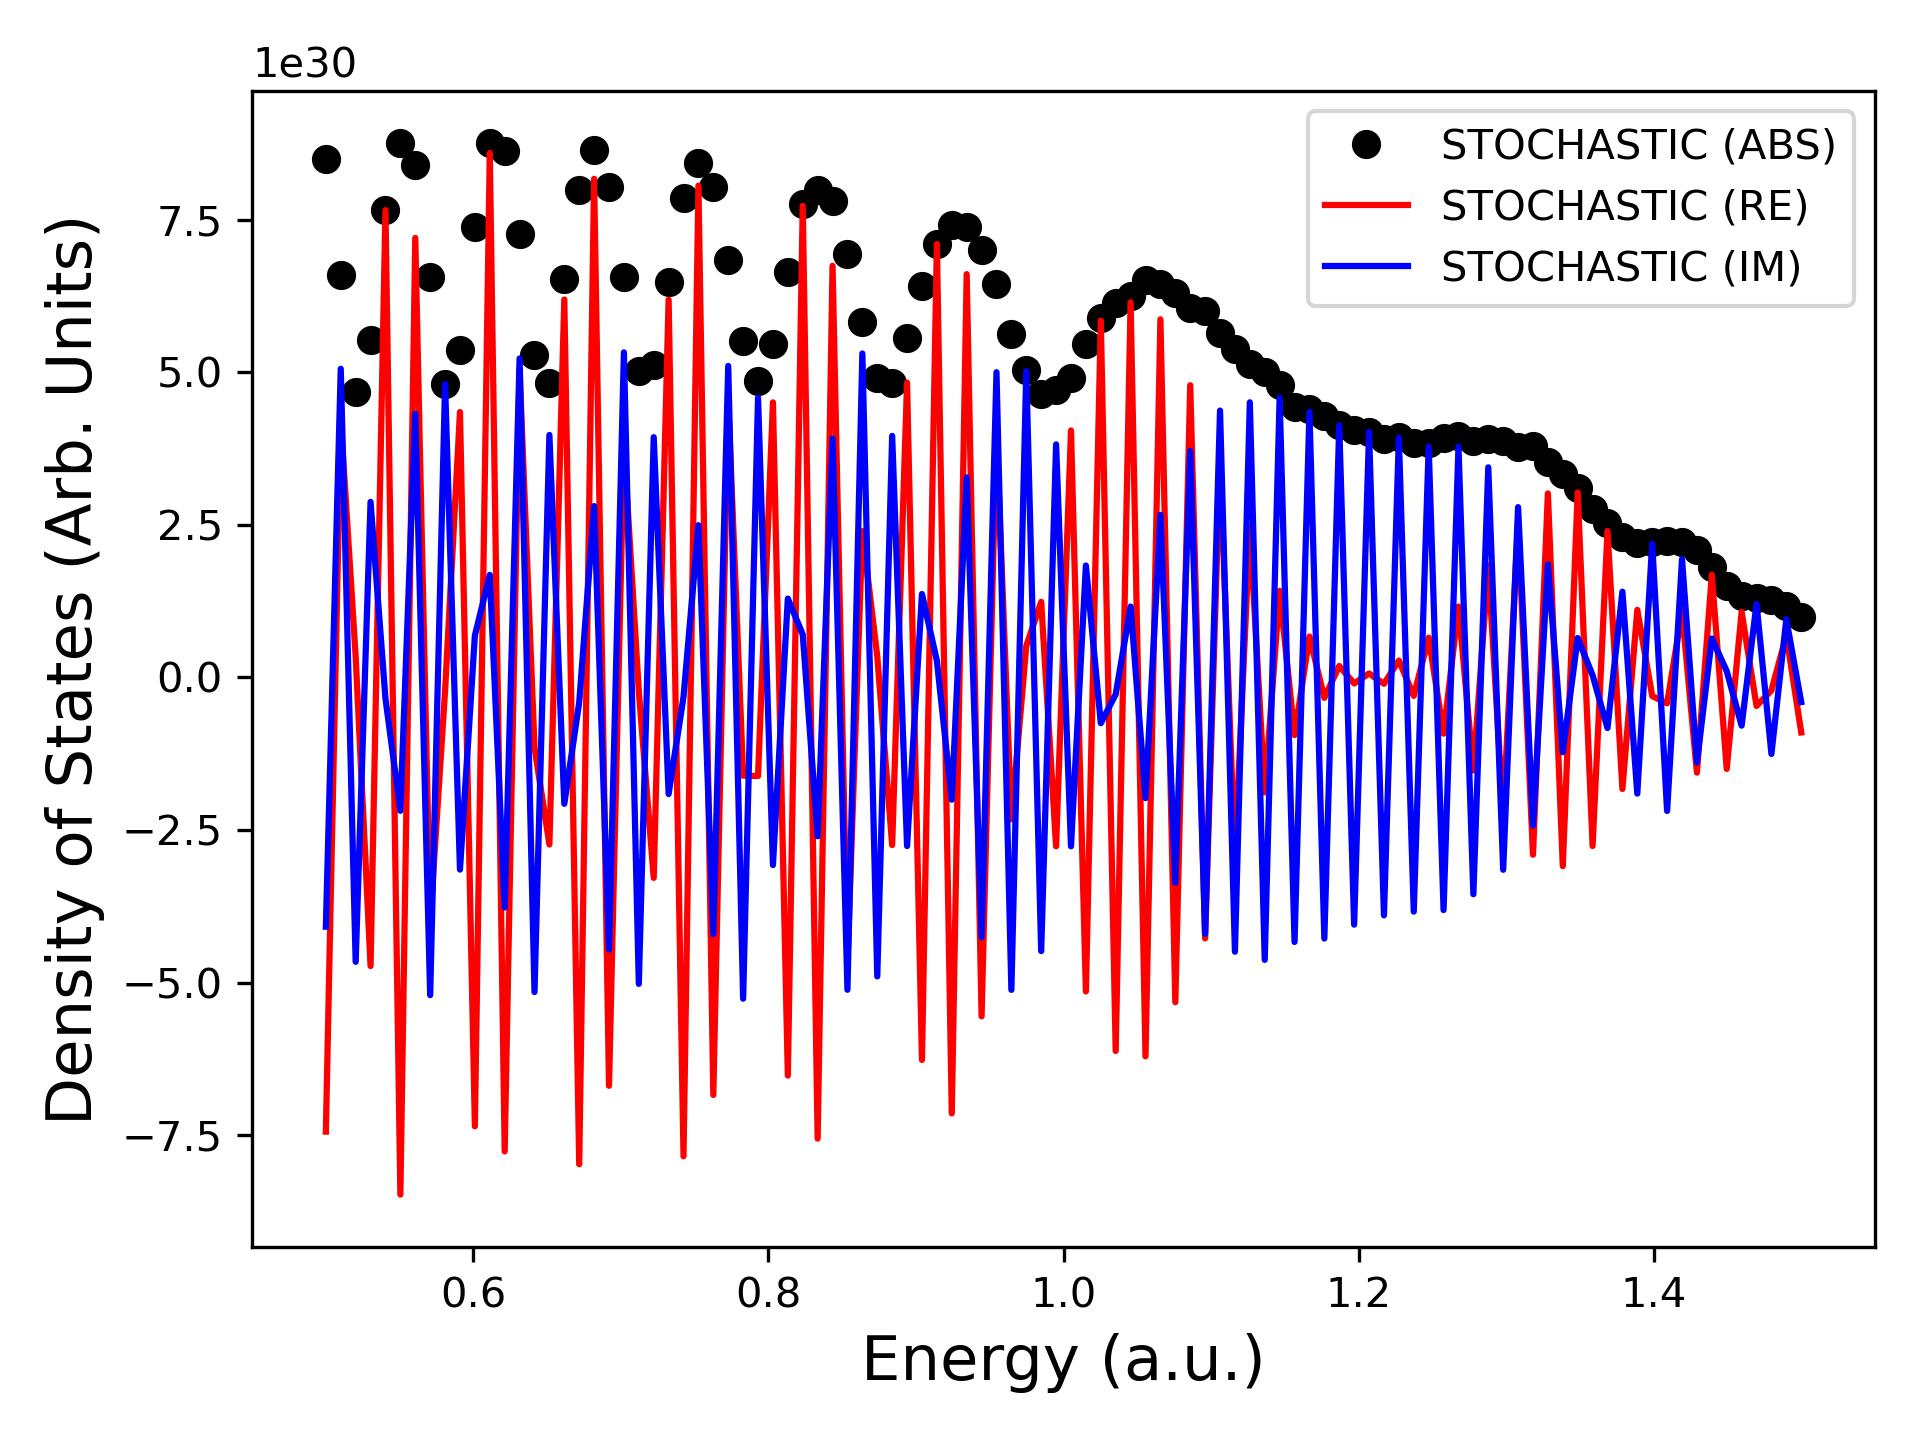 1e30
STOCHASTIC (ABS)
STOCHASTIC (RE)
STOCHASTIC (IM)
7.5
5.0
2.5
0.0
−2.5
−5.0
−7.5
Density of States (Arb. Units)
0.6 0.8 1.0 1.2 1.4
Energy (a.u.)